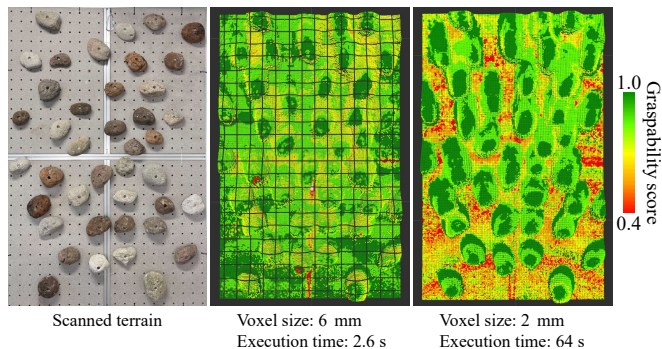 1.0
Graspability score
0.4
Scanned terrain
Voxel size: 6 mm
Execution time: 2.6 s
Voxel size: 2 mm
Execution time: 64 s